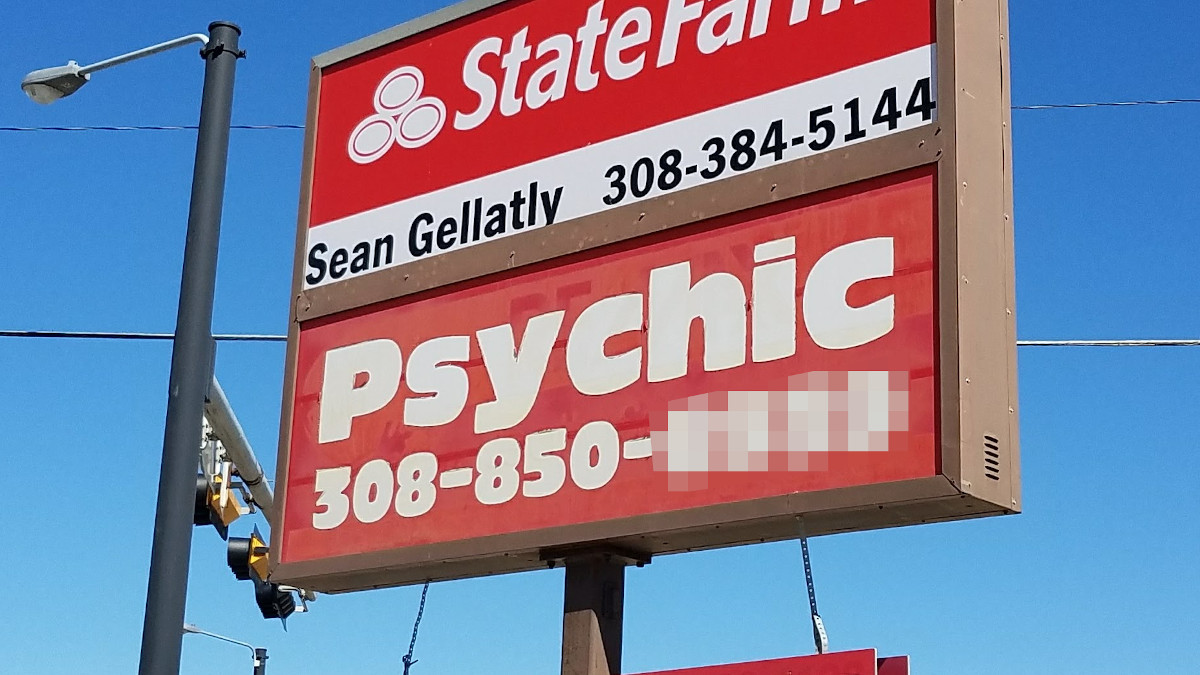 StateFarm
Sean Gellatly 308-384-5144
Psychic
308-850-